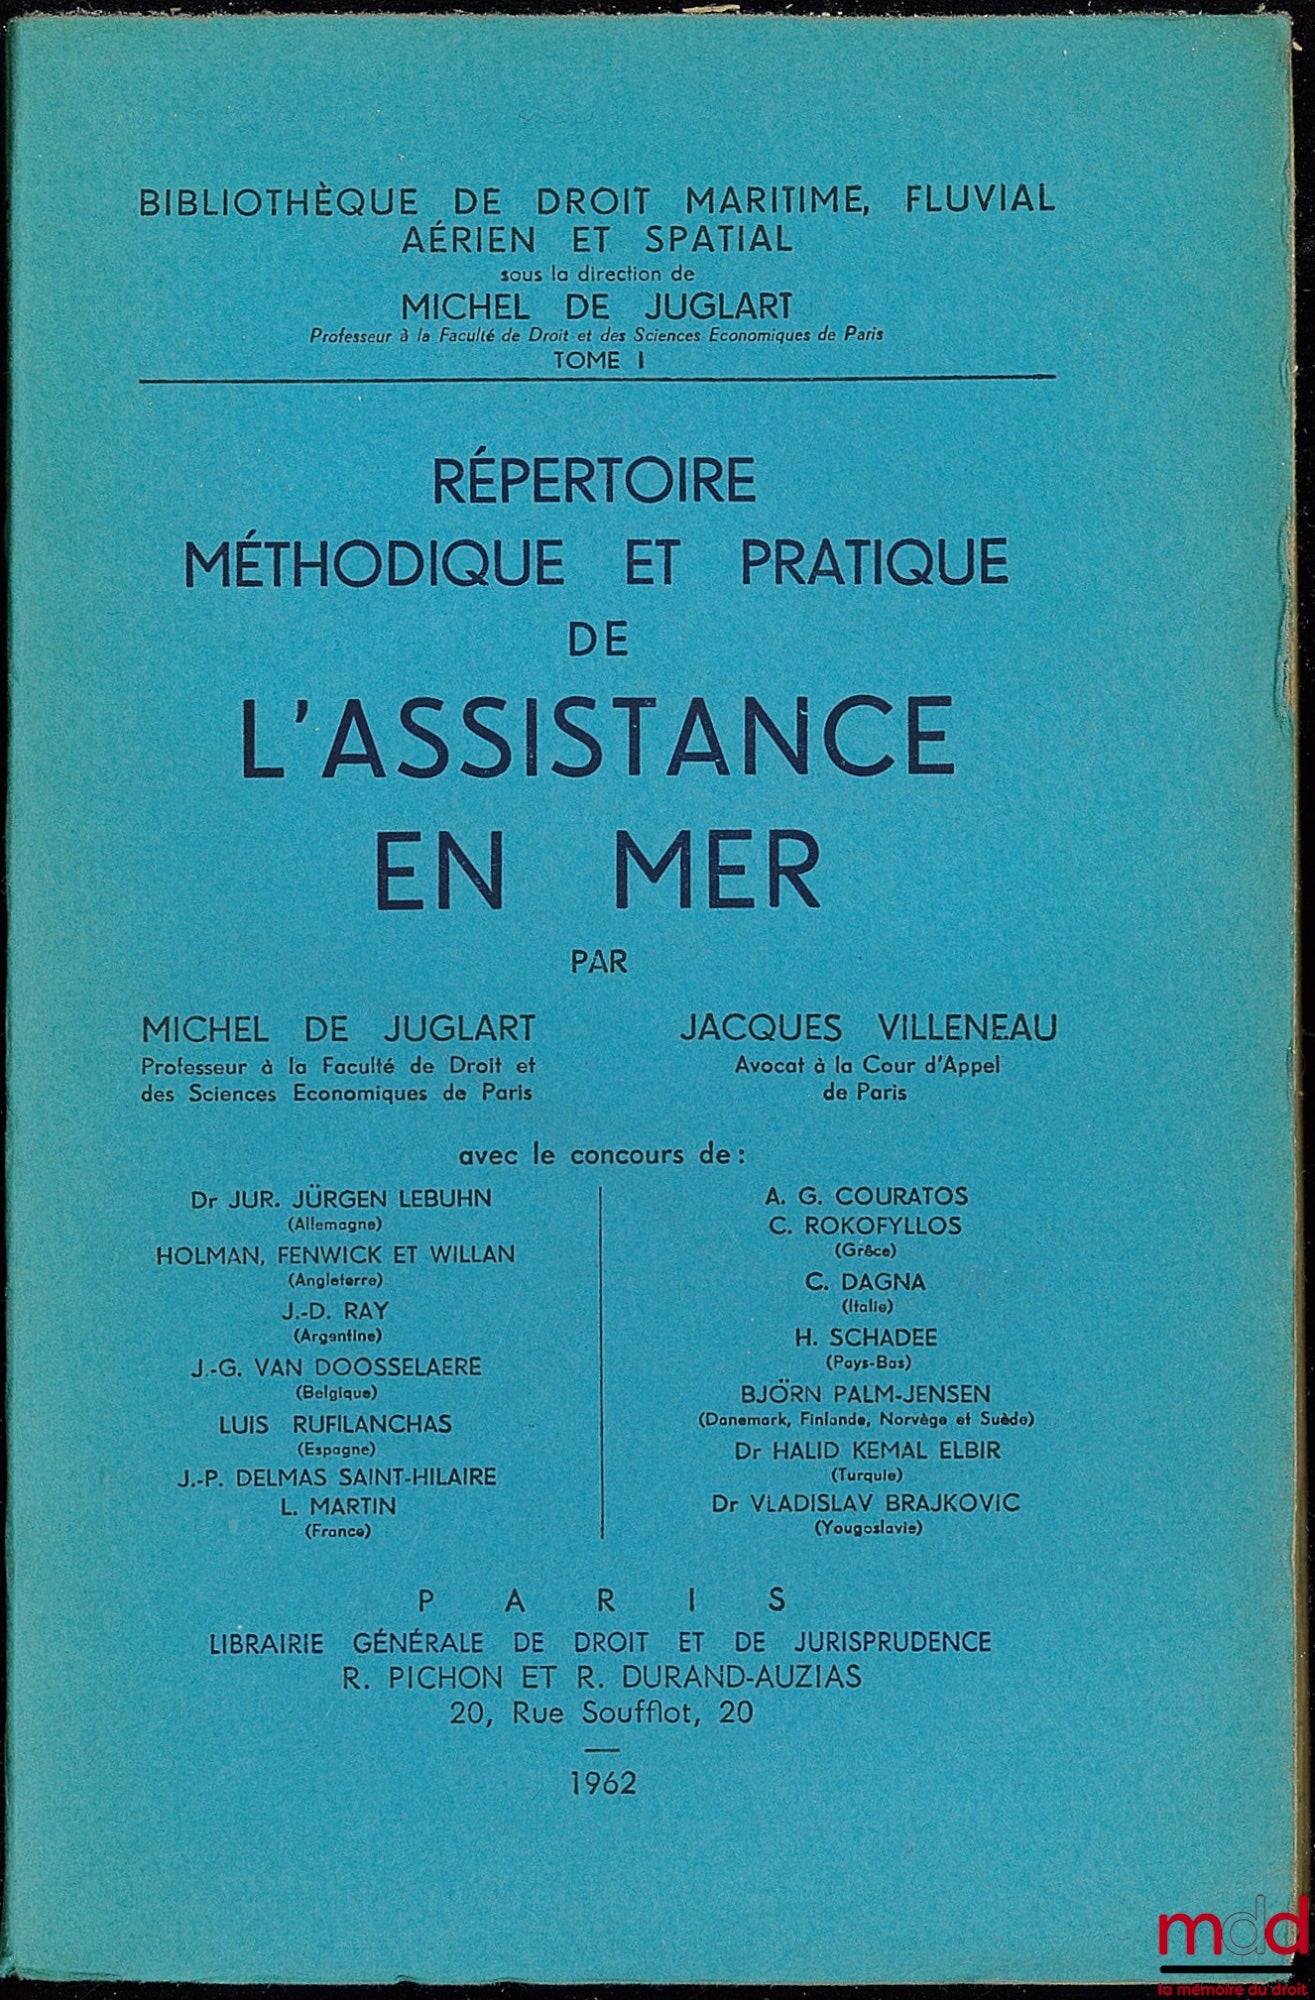 BIBLIOTHÈQUE DE DROIT MARITIME, FLUVIAL
AÉRIEN ET SPATIAL
sous la direction de
MICHEL DE JUGLART
Professeur à la Faculté de Droit et des Sciences Economiques de Paris
TOME I
RÉPERTOIRE
MÉTHODIQUE ET PRATIQUE
DE
L'ASSISTANCE
EN MER
PAR
MICHEL DE JUGLART
Professeur à la Faculté de Droit et
des Sciences Economiques de Paris
JACQUES VILLENEAU
Avocat à la Cour d'Appel
de Paris
avec le concours de :
Dr JUR. JÜRGEN LEBUHN
(Allemagne)
HOLMAN, FENWICK ET WILLAN
(Angleterre)
J.-D. RAY
(Argentine)
J.-G. VAN DOOSSELAERE
(Belgique)
LUIS RUFILANCHAS
(Espagne)
J.-P. DELMAS SAINT-HILAIRE
L. MARTIN
(France)
A. G. COURATOS
C. ROKOFYLLOS
(Grèce)
C. DAGNA
(Italie)
H. SCHADEE
(Pays-Bas)
BJÖRN PALM-JENSEN
(Danemark, Finlande, Norvège et Suède)
Dr HALID KEMAL ELBIR
(Turquie)
Dr VLADISLAV BRAJKOVIC
(Yougoslavie)
PARIS
LIBRAIRIE GÉNÉRALE DE DROIT ET DE JURISPRUDENCE
R. PICHON ET R. DURAND-AUZIAS
20, Rue Soufflot, 20
1962
mdd
la mémoire du droit